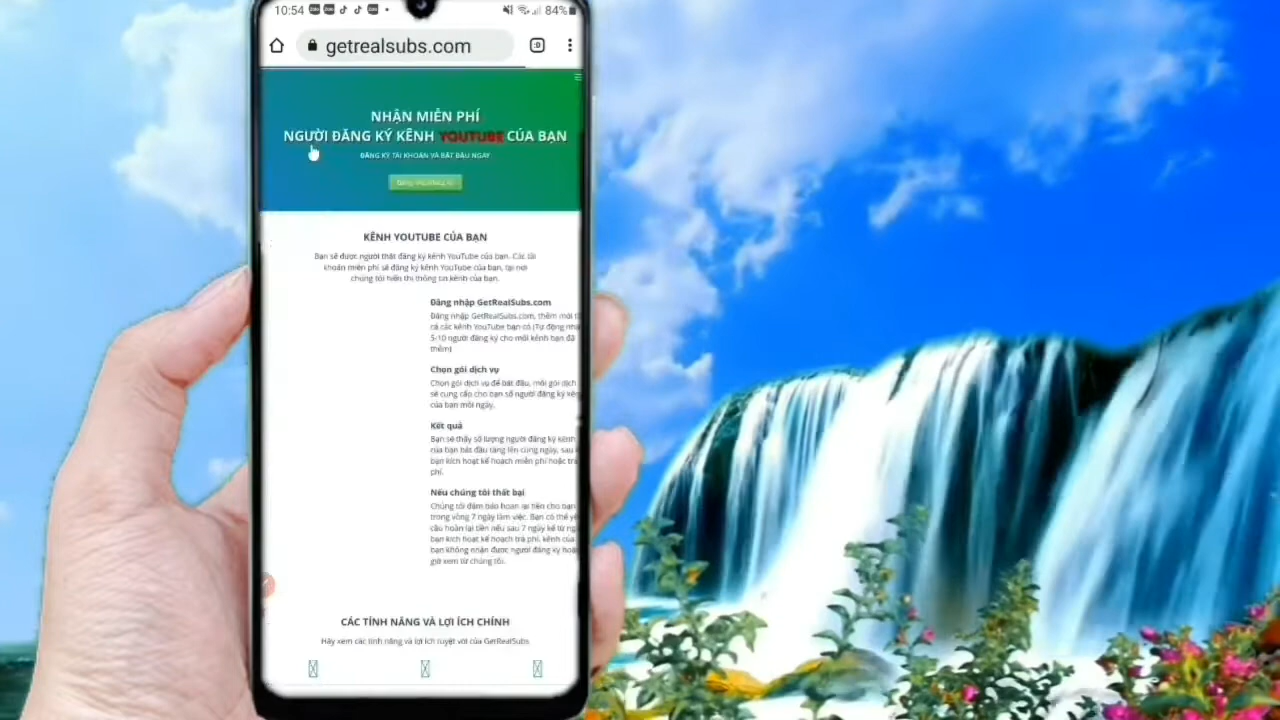 10:54
84%
getrealsubs.com
NHẬN MIỄN PHÍ
NGƯỜI ĐĂNG KÝ KÊNH YOUTUBE CỦA BẠN
ĐĂNG KÝ TÀI KHOẢN VÀ BẮT ĐẦU NGAY
KÊNH YOUTUBE CỦA BẠN
Bạn sẽ được người thật đăng ký kênh YouTube của bạn. Các tài
khoản miễn phí sẽ đăng ký kênh YouTube của bạn, tại nơi
chúng tôi hiển thị thông tin kênh của bạn.
Đăng nhập GetRealSubs.com
Đăng nhập GetRealSubs.com, thêm mới t
cả các kênh YouTube bạn có (Tự động nhậ
5-10 người đăng ký cho mỗi kênh bạn đã
thêm)
Chọn gói dịch vụ
Chọn gói dịch vụ để bắt đầu, mỗi gói dịch
sẽ cung cấp cho bạn số người đăng ký kên
của bạn mỗi ngày.
Kết quả
Bạn sẽ thấy số lượng người đăng ký kênh
của bạn bắt đầu tăng lên cùng ngày, sau k
bạn kích hoạt kế hoạch miễn phí hoặc trả
phí.
Nếu chúng tôi thất bại
Chúng tôi đảm bảo hoàn lại tiền cho bạn
trong vòng 7 ngày làm việc. Bạn có thể yê
cầu hoàn lại tiền nếu sau 7 ngày kể từ ng
bạn kích hoạt kế hoạch trả phí, kênh của
bạn không nhận được người đăng ký hoặ
giờ xem từ chúng tôi.
CÁC TÍNH NĂNG VÀ LỢI ÍCH CHÍNH
Hãy xem các tính năng và lợi ích tuyệt vời của GetRealSubs